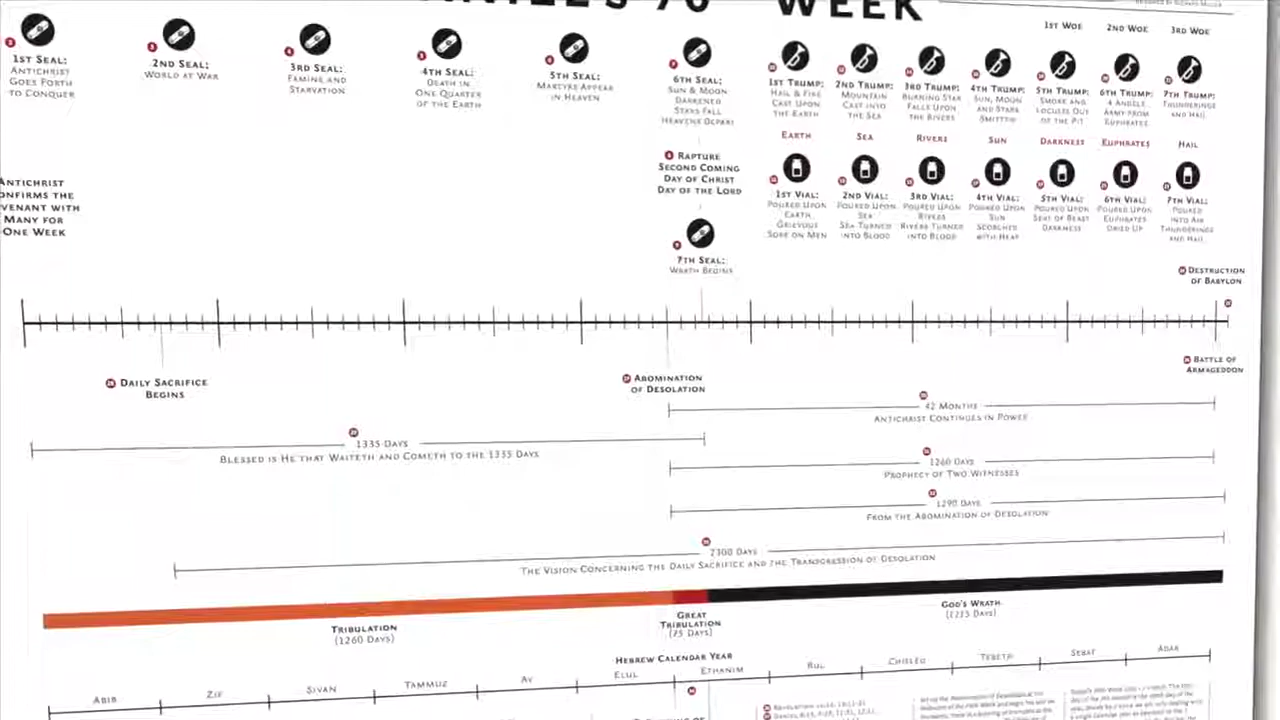 WEEK
1ST WOE
2ND WOE
3RD WOE
1ST SEAL:
ANTICHRIST
GOES FORTH
TO CONQUER
2ND SEAL:
WORLD AT WAR
3RD SEAL:
FAMINE AND
STARVATION
4TH SEAL:
DEATH IN
ONE QUARTER
OF THE EARTH
5TH SEAL:
MARTYRS APPEAR
IN HEAVEN
6TH SEAL:
SUN & MOON
DARKENED
STARS FALL
HEAVENS DEPART
1ST TRUMP:
HAIL & FIRE
CAST UPON
THE EARTH
2ND TRUMP:
MOUNTAIN
CAST INTO
THE SEA
3RD TRUMP:
BURNING STAR
FALLS UPON
THE RIVERS
4TH TRUMP:
SUN, MOON
AND STARS
SMITTEN
5TH TRUMP:
SMOKE AND
LOCUSTS OUT
OF THE PIT
6TH TRUMP:
4 ANGELS
ARMY FROM
EUPHRATES
7TH TRUMP:
THUNDERINGS
AND HAIL
EARTH
SEA
RIVERS
SUN
DARKNESS
EUPHRATES
HAIL
RAPTURE
SECOND COMING
DAY OF CHRIST
DAY OF THE LORD
ANTICHRIST
CONFIRMS THE
MANY FOR
ONE WEEK
1ST VIAL:
POURED UPON
EARTH
GRIEVOUS
SORE ON MEN
2ND VIAL:
POURED UPON
SEA
SEA TURNED
INTO BLOOD
3RD VIAL:
POURED UPON
RIVERS
RIVERS TURNED
INTO BLOOD
4TH VIAL:
POURED UPON
SUN
SCORCHED
WITH HEAT
5TH VIAL:
POURED UPON
SEAT OF BEAST
DARKNESS
6TH VIAL:
POURED UPON
EUPHRATES
DRIED UP
7TH VIAL:
POURED
INTO AIR
THUNDERINGS
AND HAIL
7TH SEAL:
WRATH BEGINS
DESTRUCTION
OF BABYLON
DAILY SACRIFICE
BEGINS
ABOMINATION
OF DESOLATION
BATTLE OF
ARMAGEDDON
42 MONTHS
ANTICHRIST CONTINUES IN POWER
1335 DAYS
BLESSED IS HE THAT WAITETH AND COMETH TO THE 1335 DAYS
1260 DAYS
PROPHECY OF TWO WITNESSES
1290 DAYS
FROM THE ABOMINATION OF DESOLATION
2300 DAYS
THE VISION CONCERNING THE DAILY SACRIFICE AND THE TRANSGRESSION OF DESOLATION
TRIBULATION
(1260 DAYS)
GREAT
TRIBULATION
(75 DAYS)
GOD'S WRATH
HEBREW CALENDAR YEAR
ABIB
ZIF
SIVAN
TAMMUZ
AV
ELUL
ETHANIM
BUL
CHISLEU
TEBETH
SEBAT
ADAR